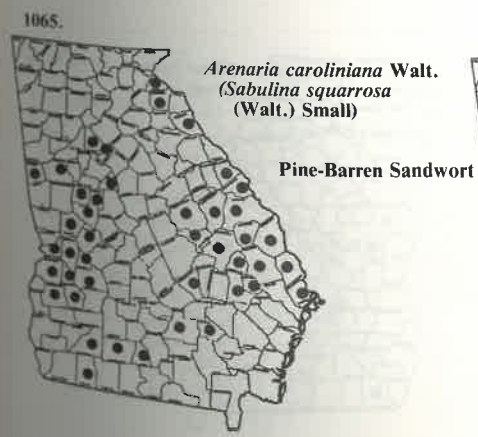 1065.
Arenaria caroliniana Walt.
(Sabulina squarrosa
(Walt.) Small)
Pine-Barren Sandwort